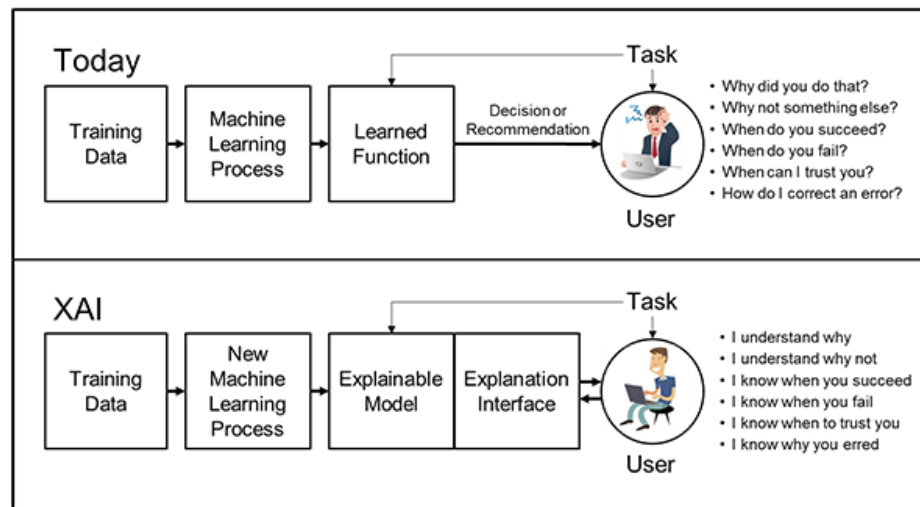 Today
Task
Training
Data
Machine
Learning
Process
Learned
Function
Decision or
Recommendation
User
• Why did you do that?
• Why not something else?
• When do you succeed?
• When do you fail?
• When can I trust you?
• How do I correct an error?
XAI
Task
Training
Data
New
Machine
Learning
Process
Explainable
Model
Explanation
Interface
User
• I understand why
• I understand why not
• I know when you succeed
• I know when you fail
• I know when to trust you
• I know why you erred